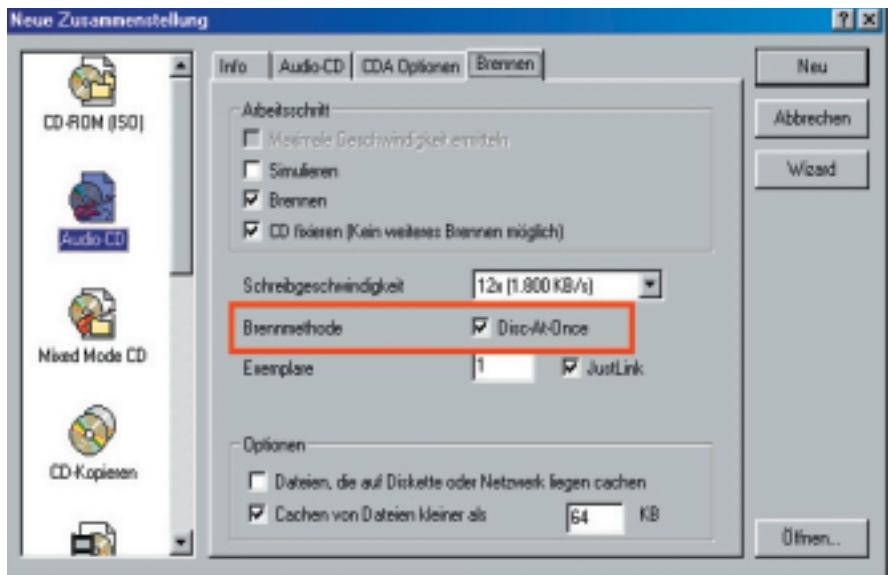 Neue Zusammenstellung
CD-ROM (ISO)
Audio-CD
Mixed Mode CD
CD-Kopieren
Info Audio-CD CDA Optionen Brennen
Arbeitsschritt
Maximale Geschwindigkeit ermitteln
Simulieren
Brennen
CD fixieren (Kein weiteres Brennen möglich)
Schreibgeschwindigkeit 12x (1.800 KB/s)
Brennmethode Disc-At-Once
Exemplare 1 JustLink
Optionen
Dateien, die auf Diskette oder Netzwerk liegen cachen
Cachen von Dateien kleiner als 64 KB
Neu
Abbrechen
Wizard
Öffnen...